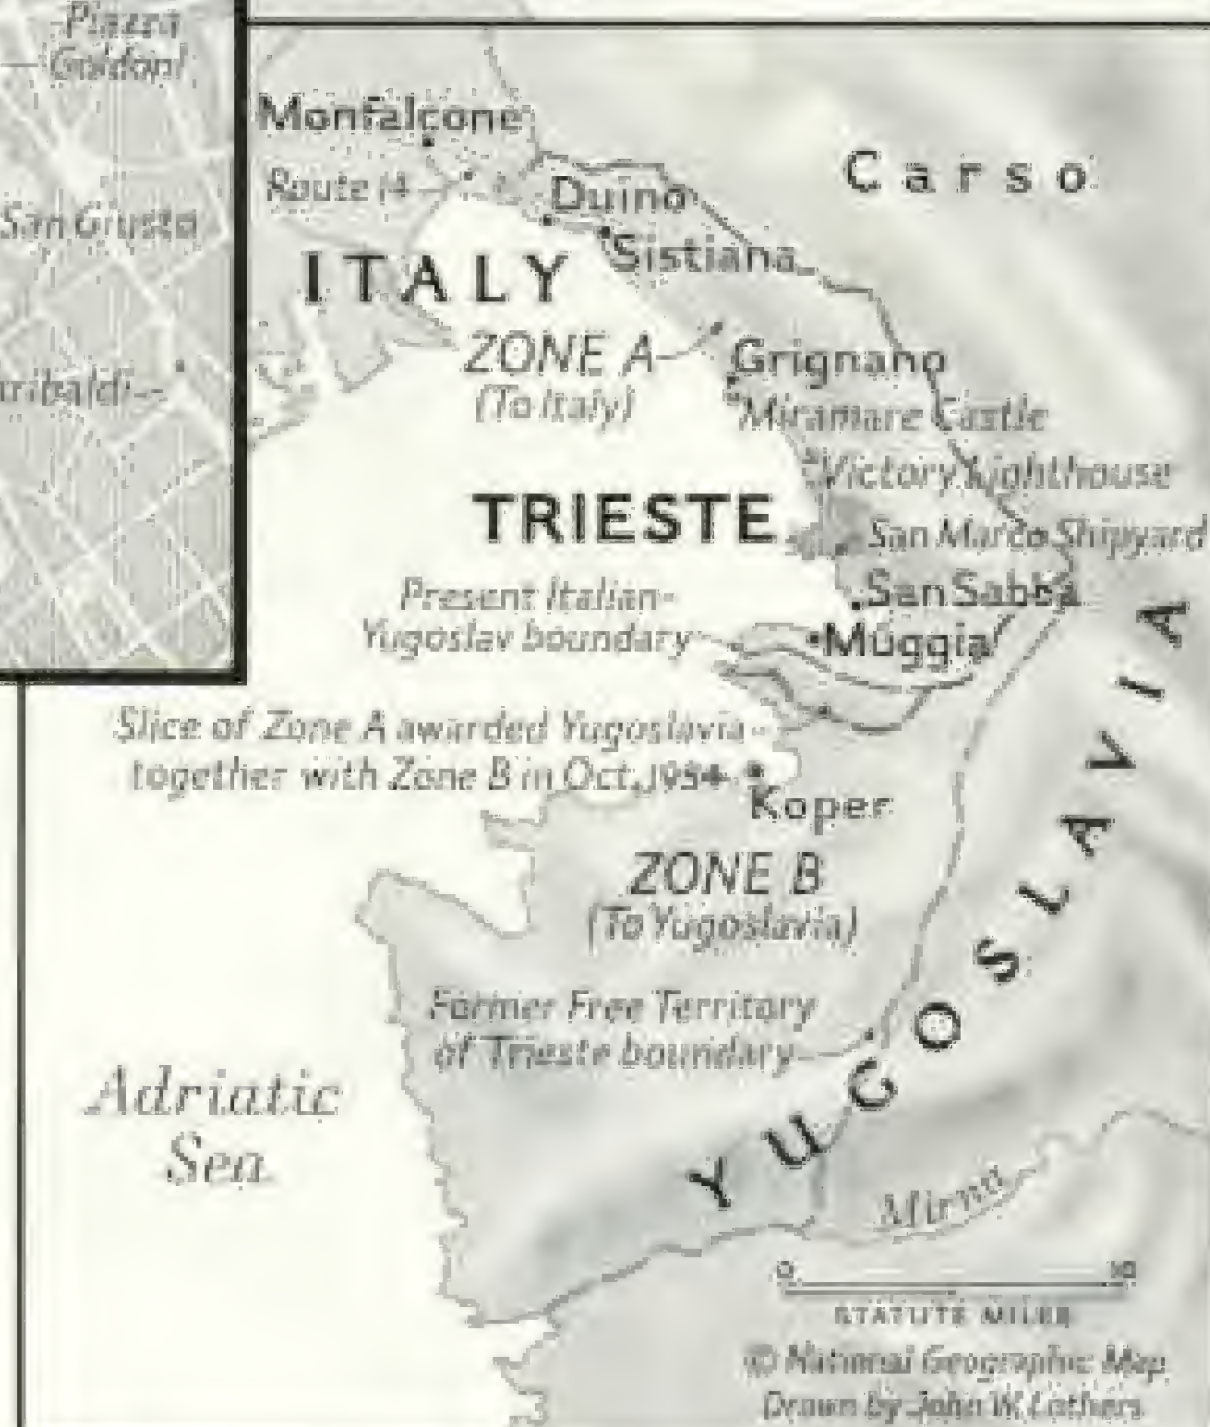 Piazza
Goldoni
San Giusto
aribaldi
Monfalcone
Route 14
Duino
Sistiana
Carso
ITALY
ZONE A
(To Italy)
Grignano
Miramare Castle
Victory Lighthouse
TRIESTE
San Marco Shipyard
San Sabba
Present Italian-
Yugoslav boundary
Muggia
Slice of Zone A awarded Yugoslavia
together with Zone B in Oct. 1954
Koper
ZONE B
(To Yugoslavia)
YUGOSLAVIA
Former Free Territory
of Trieste boundary
Adriatic
Sea
Mirna
0 10
STATUTE MILES
© National Geographic Map
Drawn by John W. Lothers